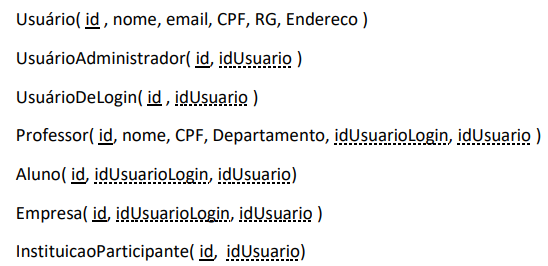 Usuário( id , nome, email, CPF, RG, Endereco )
UsuárioAdministrador( id, idUsuario )
UsuárioDeLogin( id , idUsuario )
Professor( id, nome, CPF, Departamento, idUsuarioLogin, idUsuario )
Aluno( id, idUsuarioLogin, idUsuario)
Empresa( id, idUsuarioLogin, idUsuario )
InstituicaoParticipante( id, idUsuario)